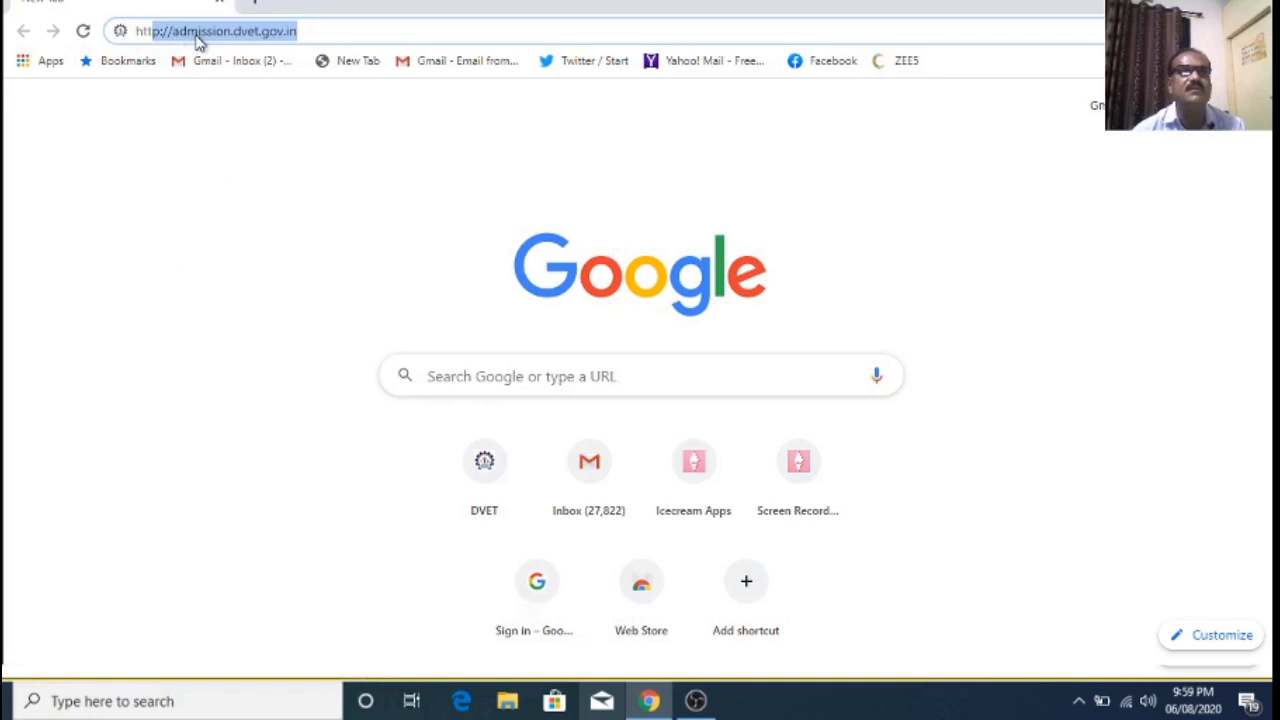 http://admission.dvet.gov.in
Apps Bookmarks Gmail - Inbox (2) -... New Tab Gmail - Email from... Twitter / Start Yahoo! Mail - Free... Facebook ZEE5
Google
Search Google or type a URL
DVET Inbox (27,822) Icecream Apps Screen Record...
Sign in – Goo... Web Store Add shortcut
Customize
Type here to search
9:59 PM
06/08/2020
19